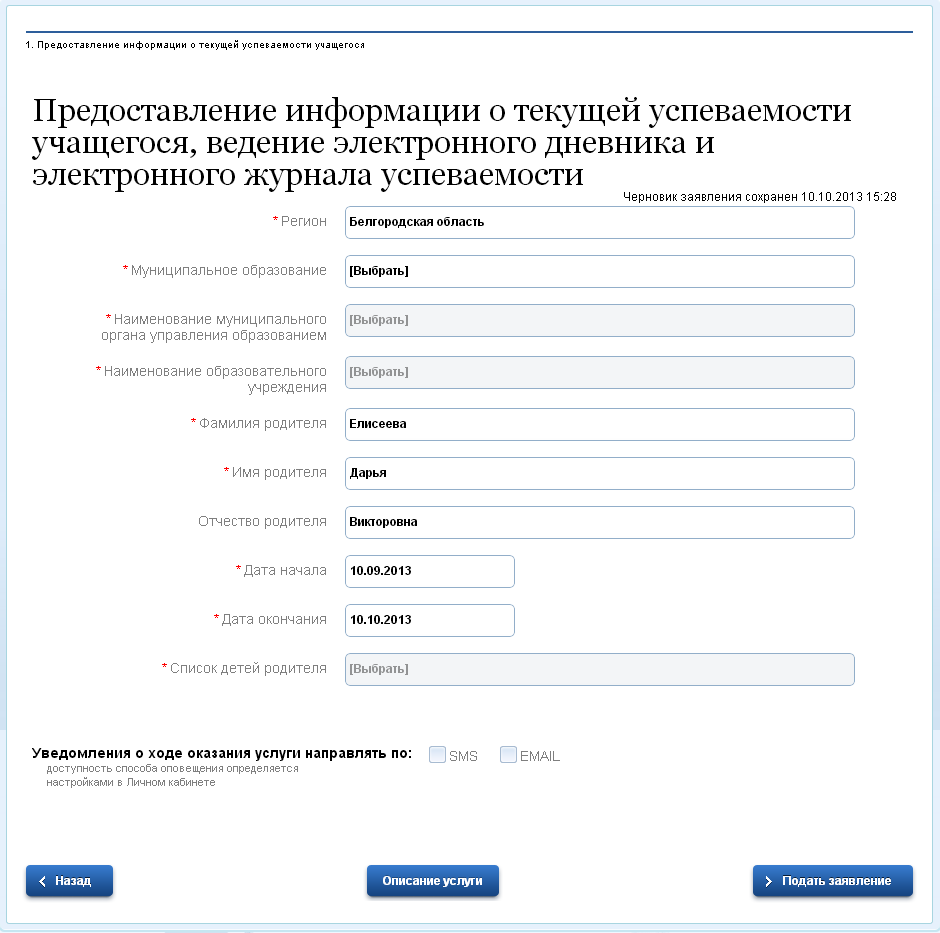 1. Предоставление информации о текущей успеваемости учащегося
Предоставление информации о текущей успеваемости
учащегося, ведение электронного дневника и
электронного журнала успеваемости
Черновик заявления сохранен 10.10.2013 15:28
* Регион
Белгородская область
* Муниципальное образование
[Выбрать]
* Наименование муниципального
органа управления образованием
[Выбрать]
* Наименование образовательного
учреждения
[Выбрать]
* Фамилия родителя
Елисеева
* Имя родителя
Дарья
Отчество родителя
Викторовна
* Дата начала
10.09.2013
* Дата окончания
10.10.2013
* Список детей родителя
[Выбрать]
Уведомления о ходе оказания услуги направлять по:
SMS
EMAIL
доступность способа оповещения определяется
настройками в Личном кабинете
Назад
Описание услуги
Подать заявление